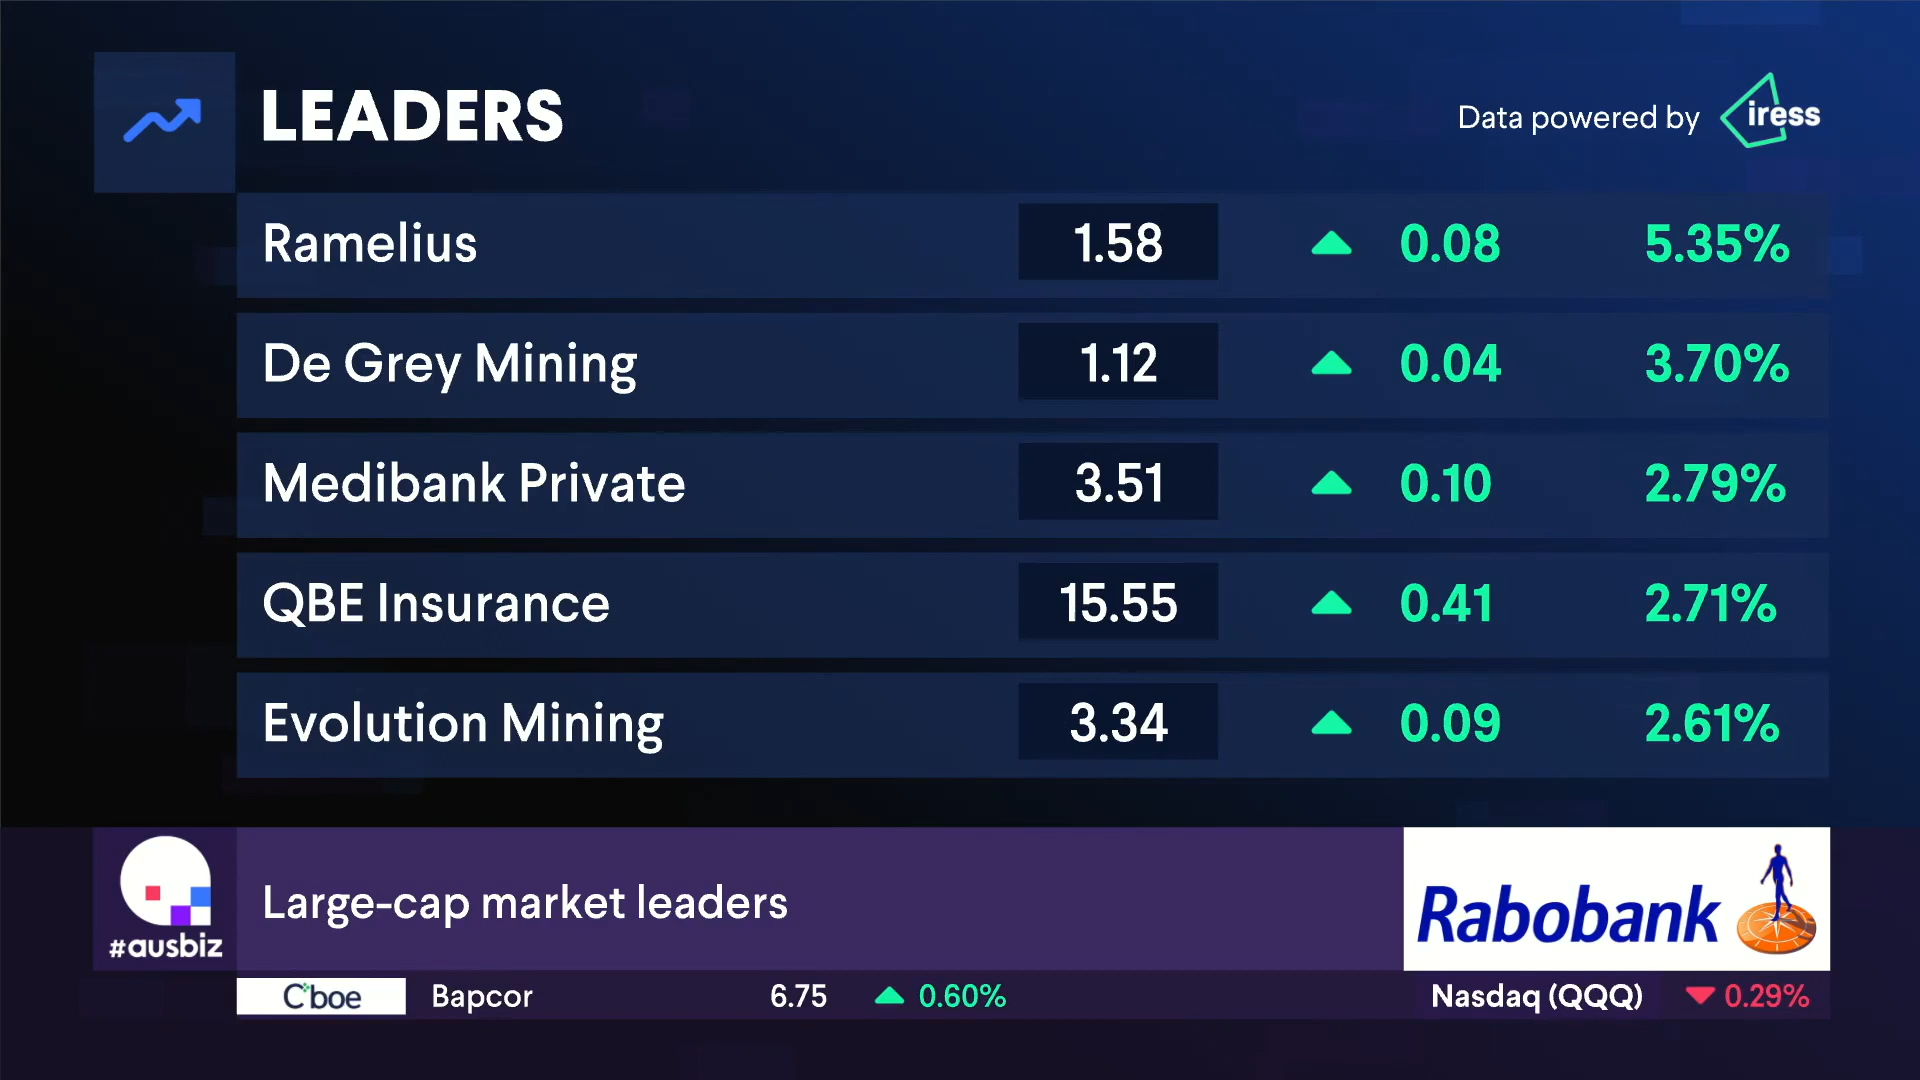 LEADERS
Data powered by iress
Ramelius 1.58 ▲ 0.08 5.35%
De Grey Mining 1.12 ▲ 0.04 3.70%
Medibank Private 3.51 ▲ 0.10 2.79%
QBE Insurance 15.55 ▲ 0.41 2.71%
Evolution Mining 3.34 ▲ 0.09 2.61%
#ausbiz
Large-cap market leaders
Rabobank
Cboe Bapcor 6.75 ▲ 0.60% Nasdaq (QQQ) ▼ 0.29%